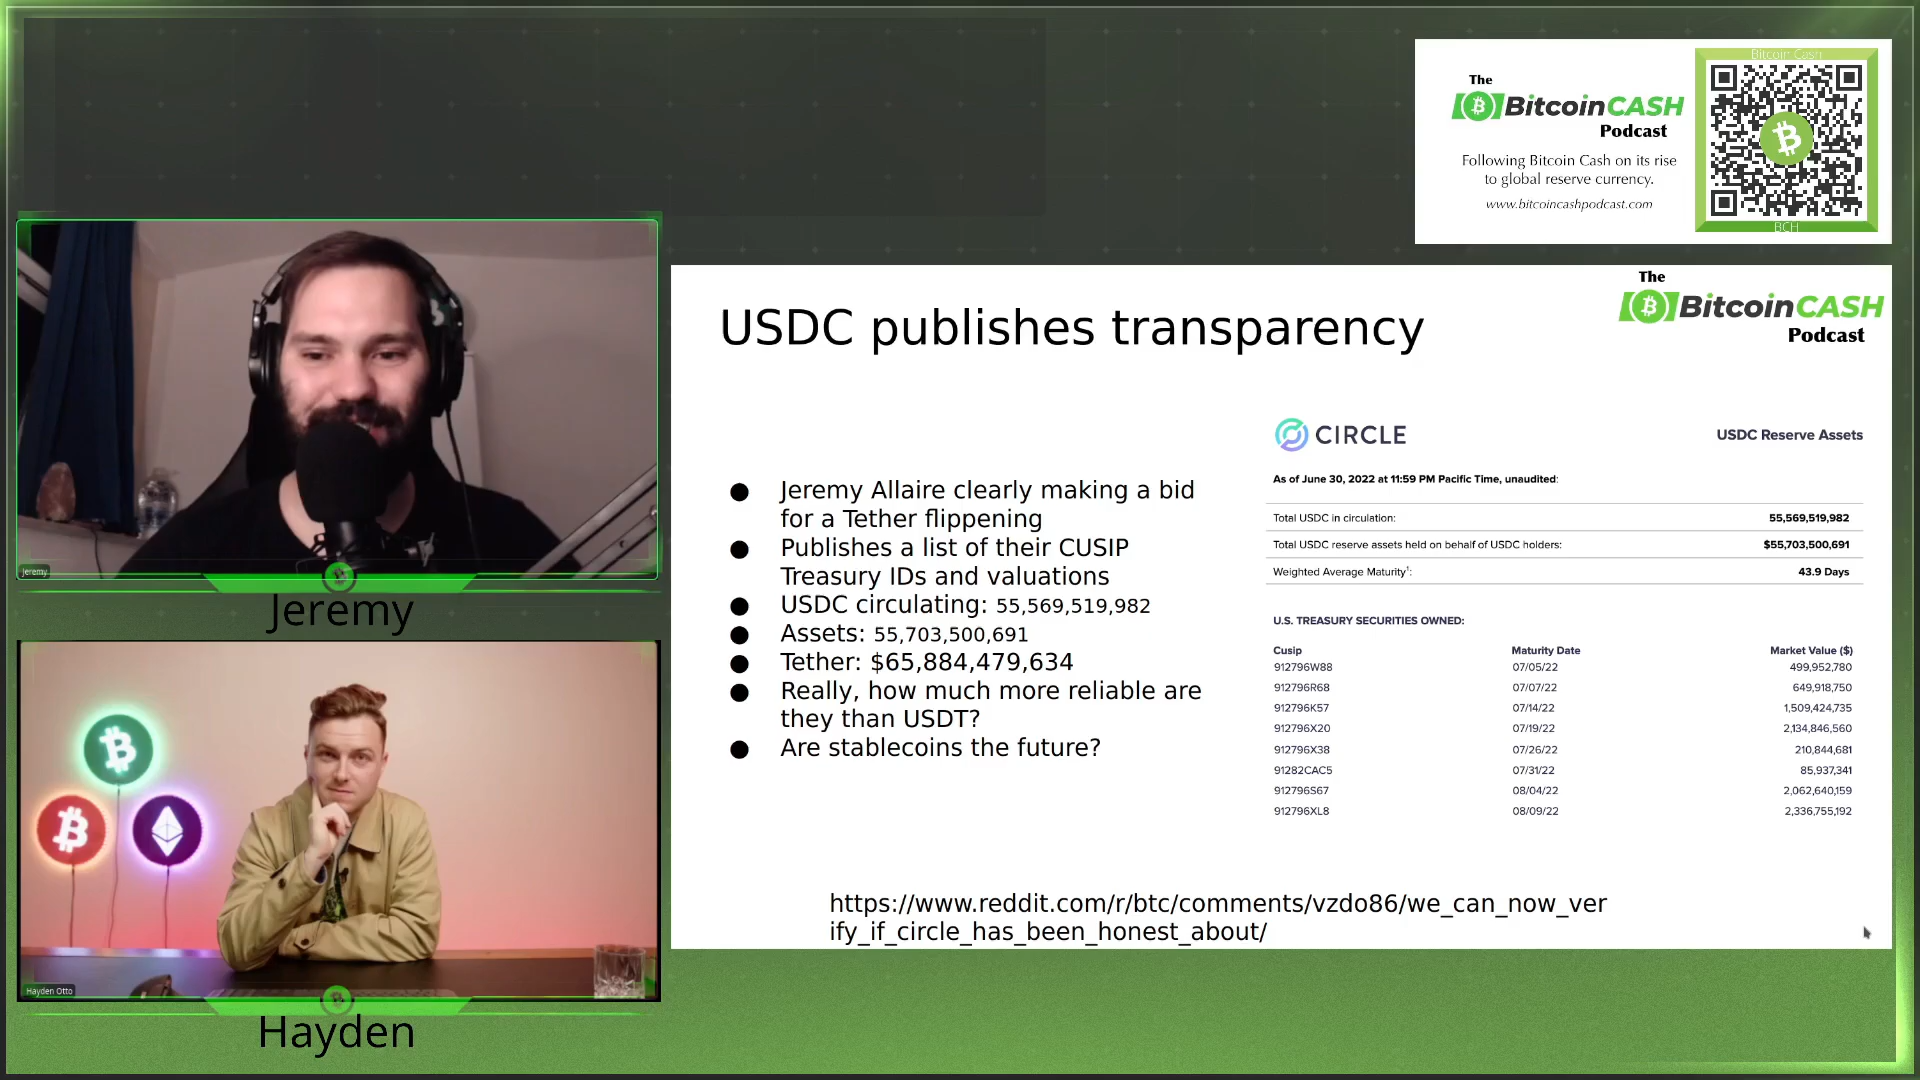 The
BitcoinCASH
Podcast
Following Bitcoin Cash on its rise
to global reserve currency.
www.bitcoincashpodcast.com
Bitcoin Cash
BCH
Jeremy
Jeremy
Hayden Otto
Hayden
The
BitcoinCASH
Podcast
USDC publishes transparency
● Jeremy Allaire clearly making a bid
for a Tether flippening
● Publishes a list of their CUSIP
Treasury IDs and valuations
● USDC circulating: 55,569,519,982
● Assets: 55,703,500,691
● Tether: $65,884,479,634
● Really, how much more reliable are
they than USDT?
● Are stablecoins the future?
CIRCLE
USDC Reserve Assets
As of June 30, 2022 at 11:59 PM Pacific Time, unaudited:
Total USDC in circulation: 55,569,519,982
Total USDC reserve assets held on behalf of USDC holders: $55,703,500,691
Weighted Average Maturity¹: 43.9 Days
U.S. TREASURY SECURITIES OWNED:
Cusip Maturity Date Market Value ($)
912796W88 07/05/22 499,952,780
912796R68 07/07/22 649,918,750
912796K57 07/14/22 1,509,424,735
912796X20 07/19/22 2,134,846,560
912796X38 07/26/22 210,844,681
91282CAC5 07/31/22 85,937,341
912796S67 08/04/22 2,062,640,159
912796XL8 08/09/22 2,336,755,192
https://www.reddit.com/r/btc/comments/vzdo86/we_can_now_ver
ify_if_circle_has_been_honest_about/